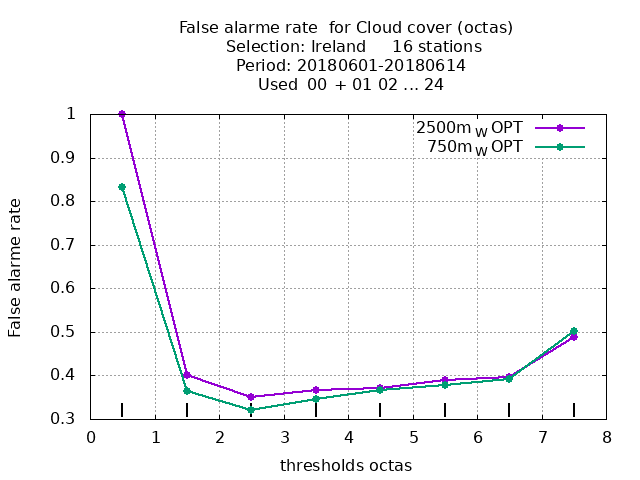 False alarme rate  for Cloud cover (octas)
Selection: Ireland     16 stations
Period: 20180601-20180614
Used  00  + 01 02 ... 24
2500m W OPT
750m W OPT
1
0.9
0.8
0.7
0.6
0.5
0.4
0.3
False alarme rate
0 1 2 3 4 5 6 7 8
thresholds octas